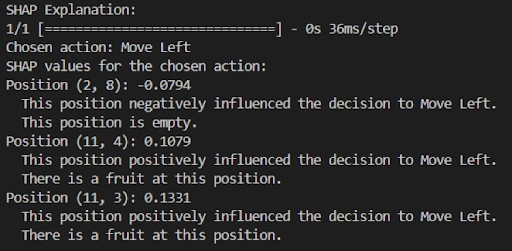 SHAP Explanation:
1/1 [==============================] - 0s 36ms/step
Chosen action: Move Left
SHAP values for the chosen action:
Position (2, 8): -0.0794
  This position negatively influenced the decision to Move Left.
  This position is empty.
Position (11, 4): 0.1079
  This position positively influenced the decision to Move Left.
  There is a fruit at this position.
Position (11, 3): 0.1331
  This position positively influenced the decision to Move Left.
  There is a fruit at this position.